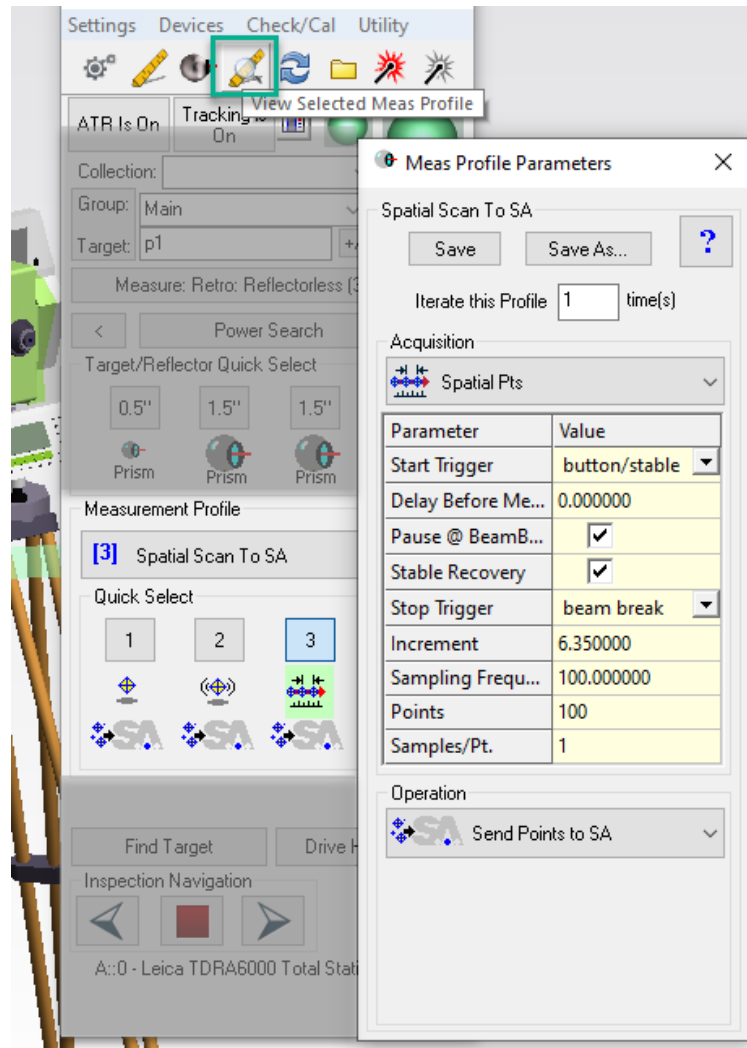 Settings Devices Check/Cal Utility
View Selected Meas Profile
ATR Is On
Tracking Is
On
Collection:
Group: Main
Target: p1
Measure: Retro: Reflectorless (3
< Power Search
Target/Reflector Quick Select
0.5" 1.5" 1.5"
Prism Prism Prism
Measurement Profile
[3] Spatial Scan To SA
Quick Select
1 2 3
SA SA SA
Find Target Drive H
Inspection Navigation
A::0 - Leica TDRA6000 Total Stati
Meas Profile Parameters
Spatial Scan To SA
Save Save As... ?
Iterate this Profile 1 time(s)
Acquisition
Spatial Pts
Parameter Value
Start Trigger button/stable
Delay Before Me... 0.000000
Pause @ BeamB...
Stable Recovery
Stop Trigger beam break
Increment 6.350000
Sampling Frequ... 100.000000
Points 100
Samples/Pt. 1
Operation
SA Send Points to SA